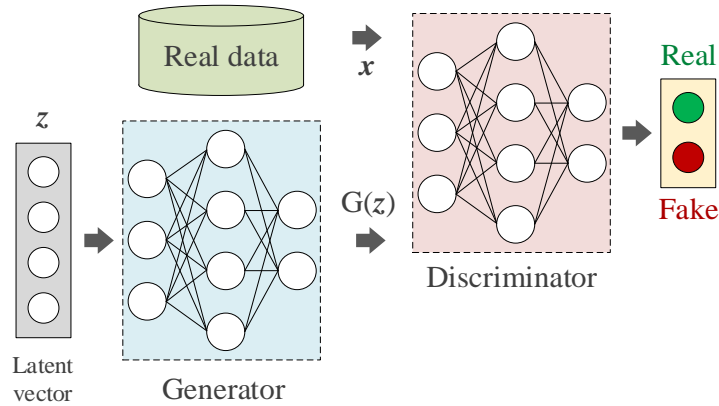 Real data
x
Real
z
G(z)
Fake
Discriminator
Latent
vector
Generator